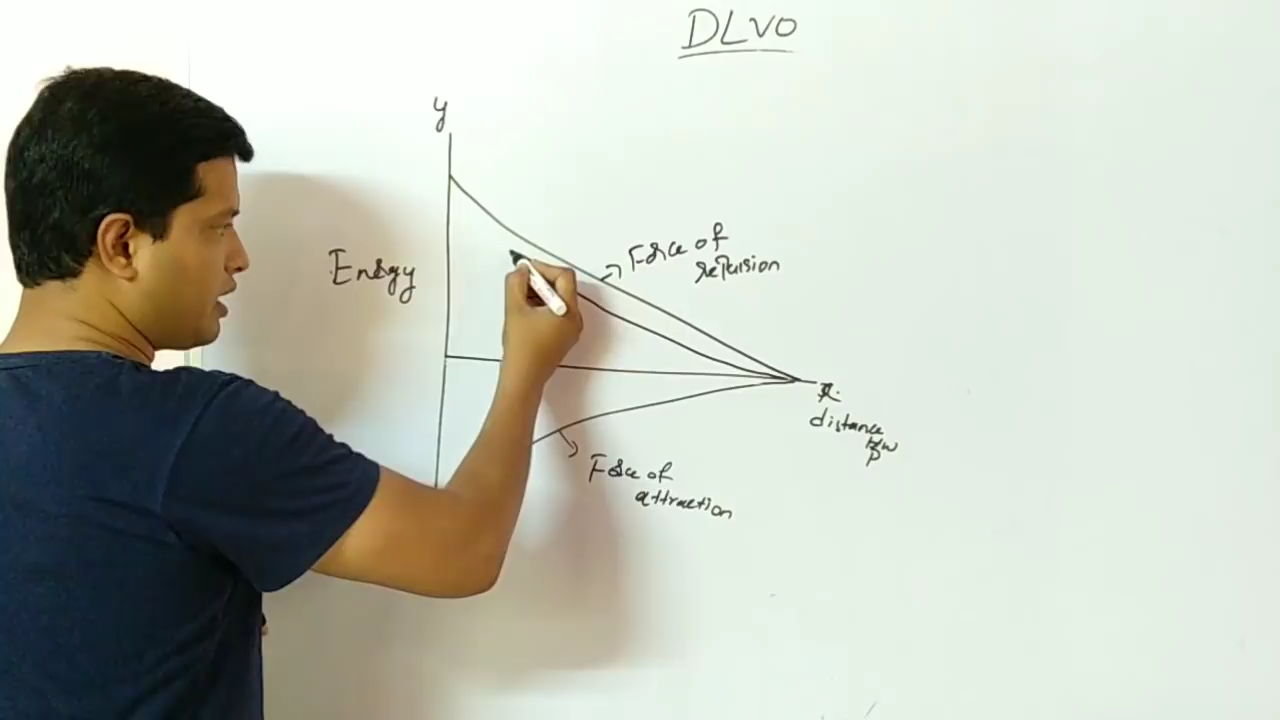 DLVO
y
Energy
Force of
repulsion
x
distance
b/w
p
Force of
attraction